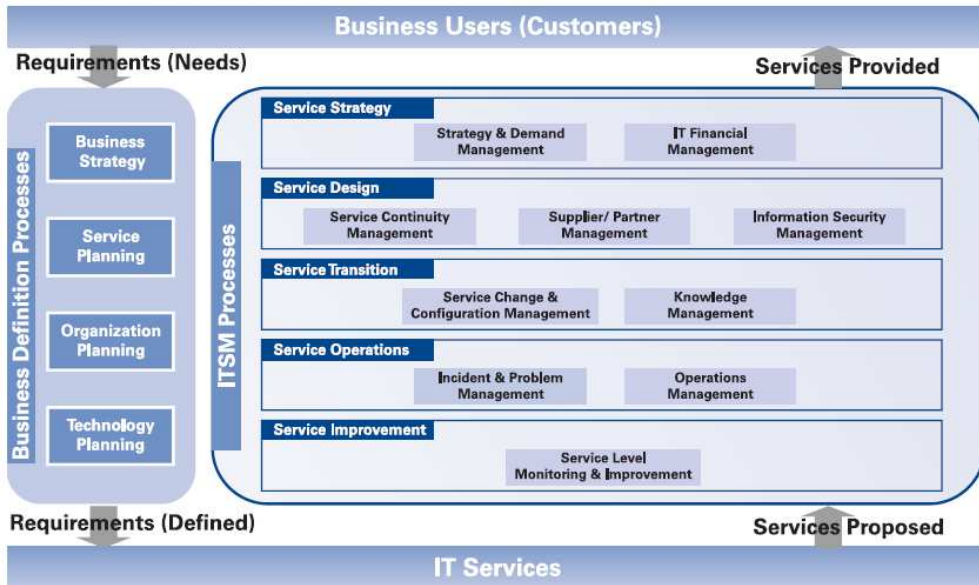 Business Users (Customers)
Requirements (Needs)
Services Provided
Business Definition Processes
Business
Strategy
Service
Planning
Organization
Planning
Technology
Planning
ITSM Processes
Service Strategy
Strategy & Demand
Management
IT Financial
Management
Service Design
Service Continuity
Management
Supplier/ Partner
Management
Information Security
Management
Service Transition
Service Change &
Configuration Management
Knowledge
Management
Service Operations
Incident & Problem
Management
Operations
Management
Service Improvement
Service Level
Monitoring & Improvement
Requirements (Defined)
Services Proposed
IT Services